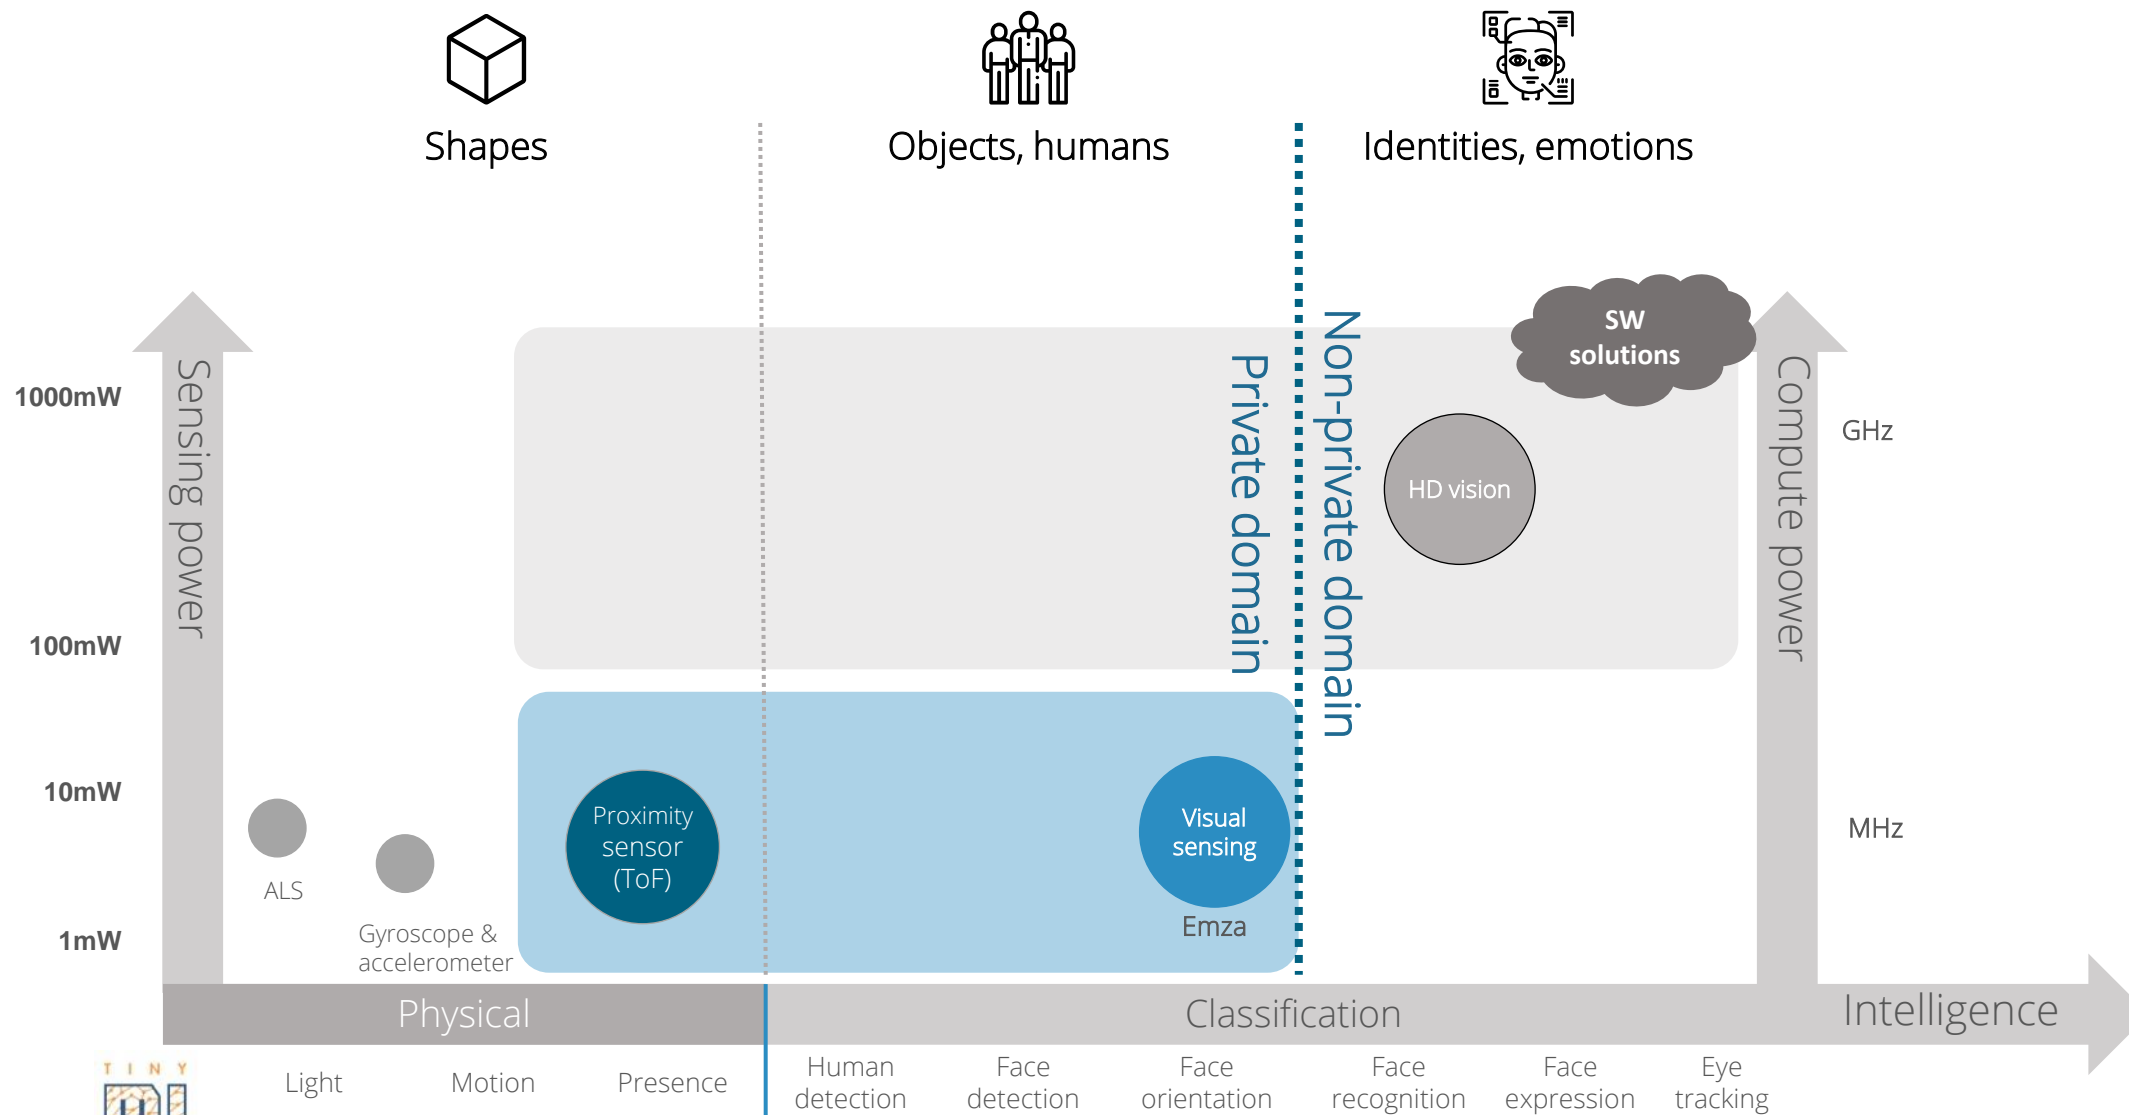 Shapes
Objects, humans
Identities, emotions
Sensing power
1000mW
100mW
10mW
1mW
Private domain
Non-private domain
SW
solutions
HD vision
Compute power
GHz
MHz
ALS
Gyroscope &
accelerometer
Proximity
sensor
(ToF)
Visual
sensing
Emza
Physical
Classification
Intelligence
TINY
Light
Motion
Presence
Human
detection
Face
detection
Face
orientation
Face
recognition
Face
expression
Eye
tracking